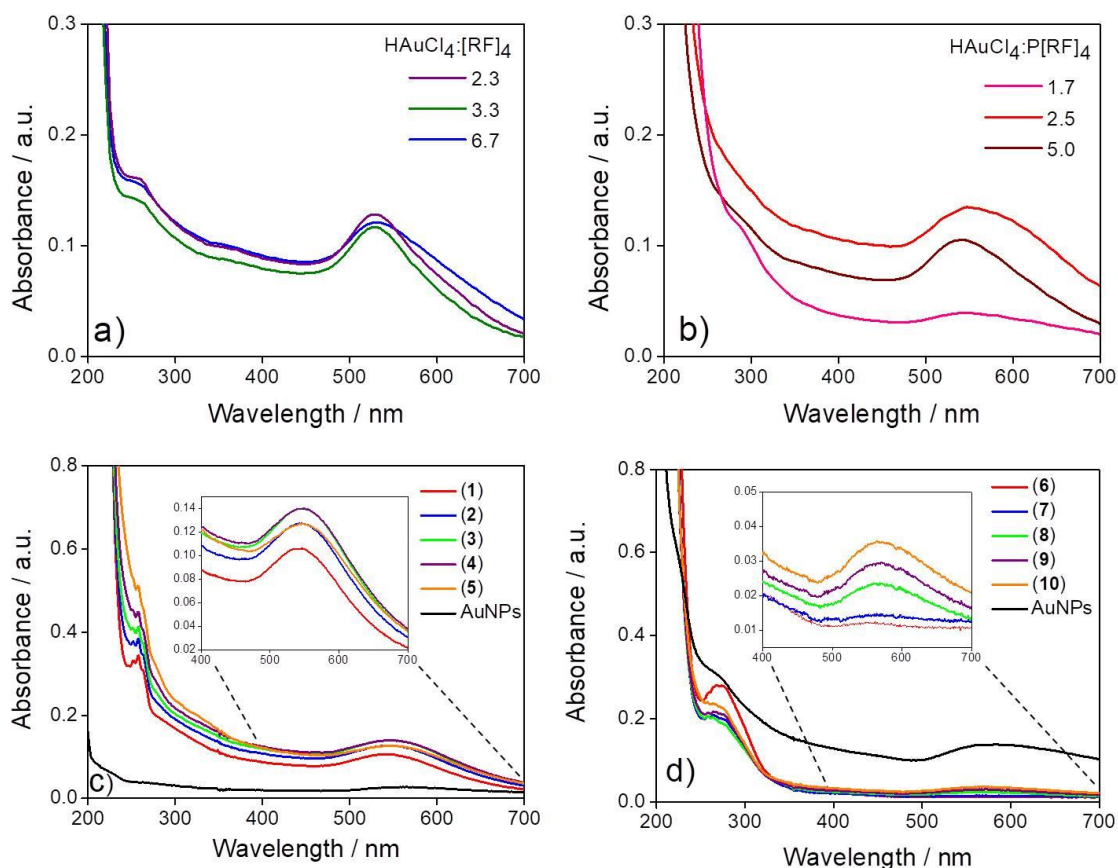 0.3
0.2
0.1
0.0
Absorbance / a.u.
HAuCl₄:[RF]₄
2.3
3.3
6.7
a)
200 300 400 500 600 700
Wavelength / nm
0.3
0.2
0.1
0.0
Absorbance / a.u.
HAuCl₄:P[RF]₄
1.7
2.5
5.0
b)
200 300 400 500 600 700
Wavelength / nm
0.8
0.6
0.4
0.2
0.0
Absorbance / a.u.
0.14
0.12
0.10
0.08
0.06
0.04
0.02
400 500 600 700
(1)
(2)
(3)
(4)
(5)
AuNPs
c)
200 300 400 500 600 700
Wavelength / nm
0.8
0.6
0.4
0.2
0.0
Absorbance / a.u.
0.05
0.04
0.03
0.02
0.01
400 500 600 700
(6)
(7)
(8)
(9)
(10)
AuNPs
d)
200 300 400 500 600 700
Wavelength / nm